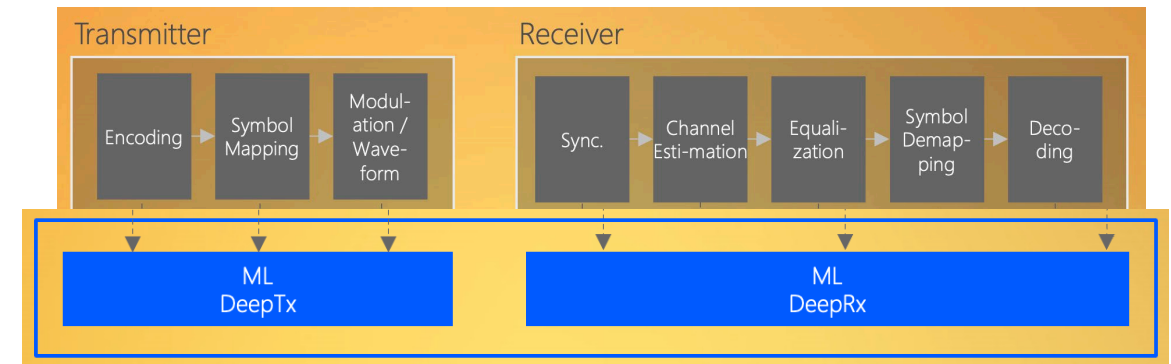 Transmitter
Receiver
Encoding
Symbol
Mapping
Modul-
ation /
Wave-
form
Sync.
Channel
Esti-mation
Equali-
zation
Symbol
Demap-
ping
Deco-
ding
ML
DeepTx
ML
DeepRx